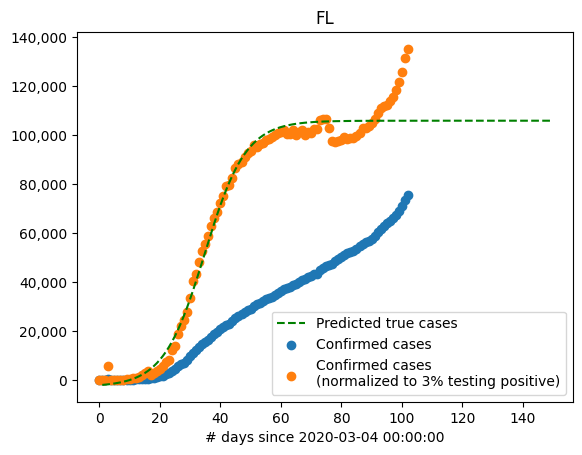 FL
140,000
120,000
100,000
80,000
60,000
40,000
20,000
0
Predicted true cases
Confirmed cases
Confirmed cases
(normalized to 3% testing positive)
0 20 40 60 80 100 120 140
# days since 2020-03-04 00:00:00